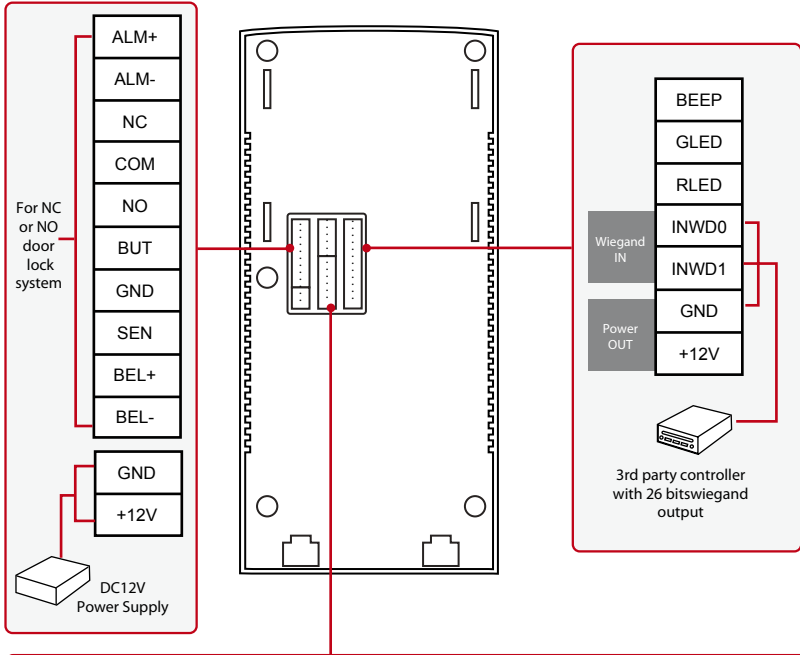 ALM+
ALM-
NC
COM
NO
BUT
GND
SEN
BEL+
BEL-
For NC
or NO
door
lock
system
GND
+12V
DC12V
Power Supply
BEEP
GLED
RLED
INWD0
INWD1
GND
+12V
Wiegand
IN
Power
OUT
3rd party controller
with 26 bitswiegand
output